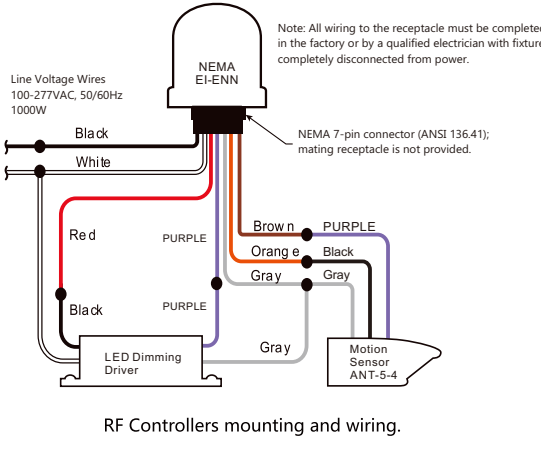 Note: All wiring to the receptacle must be completed
in the factory or by a qualified electrician with fixture
completely disconnected from power.
NEMA
EI-ENN
Line Voltage Wires
100-277VAC, 50/60Hz
1000W
NEMA 7-pin connector (ANSI 136.41);
mating receptacle is not provided.
Black
White
Red
PURPLE
Brown
PURPLE
Orange
Black
Gray
Gray
Black
PURPLE
Gray
LED Dimming
Driver
Motion
Sensor
ANT-5-4
RF Controllers mounting and wiring.